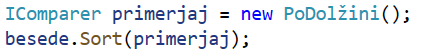 IComparer primerjaj = new PoDolžini();
besede.Sort(primerjaj);